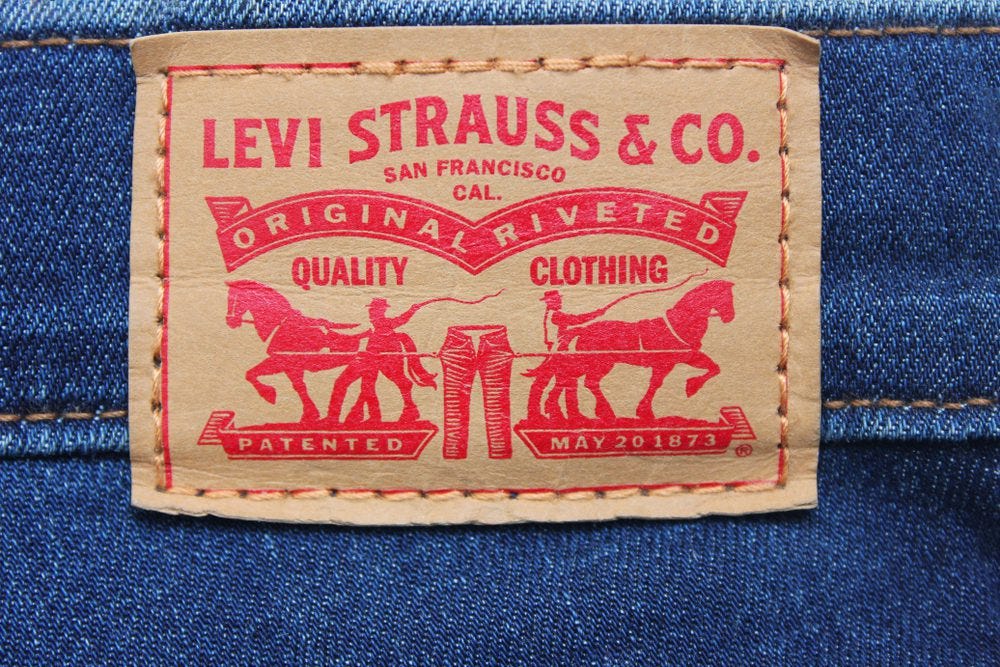 LEVI STRAUSS & CO.
SAN FRANCISCO
CAL.
ORIGINAL RIVETED
QUALITY CLOTHING
PATENTED MAY 20 1873
®